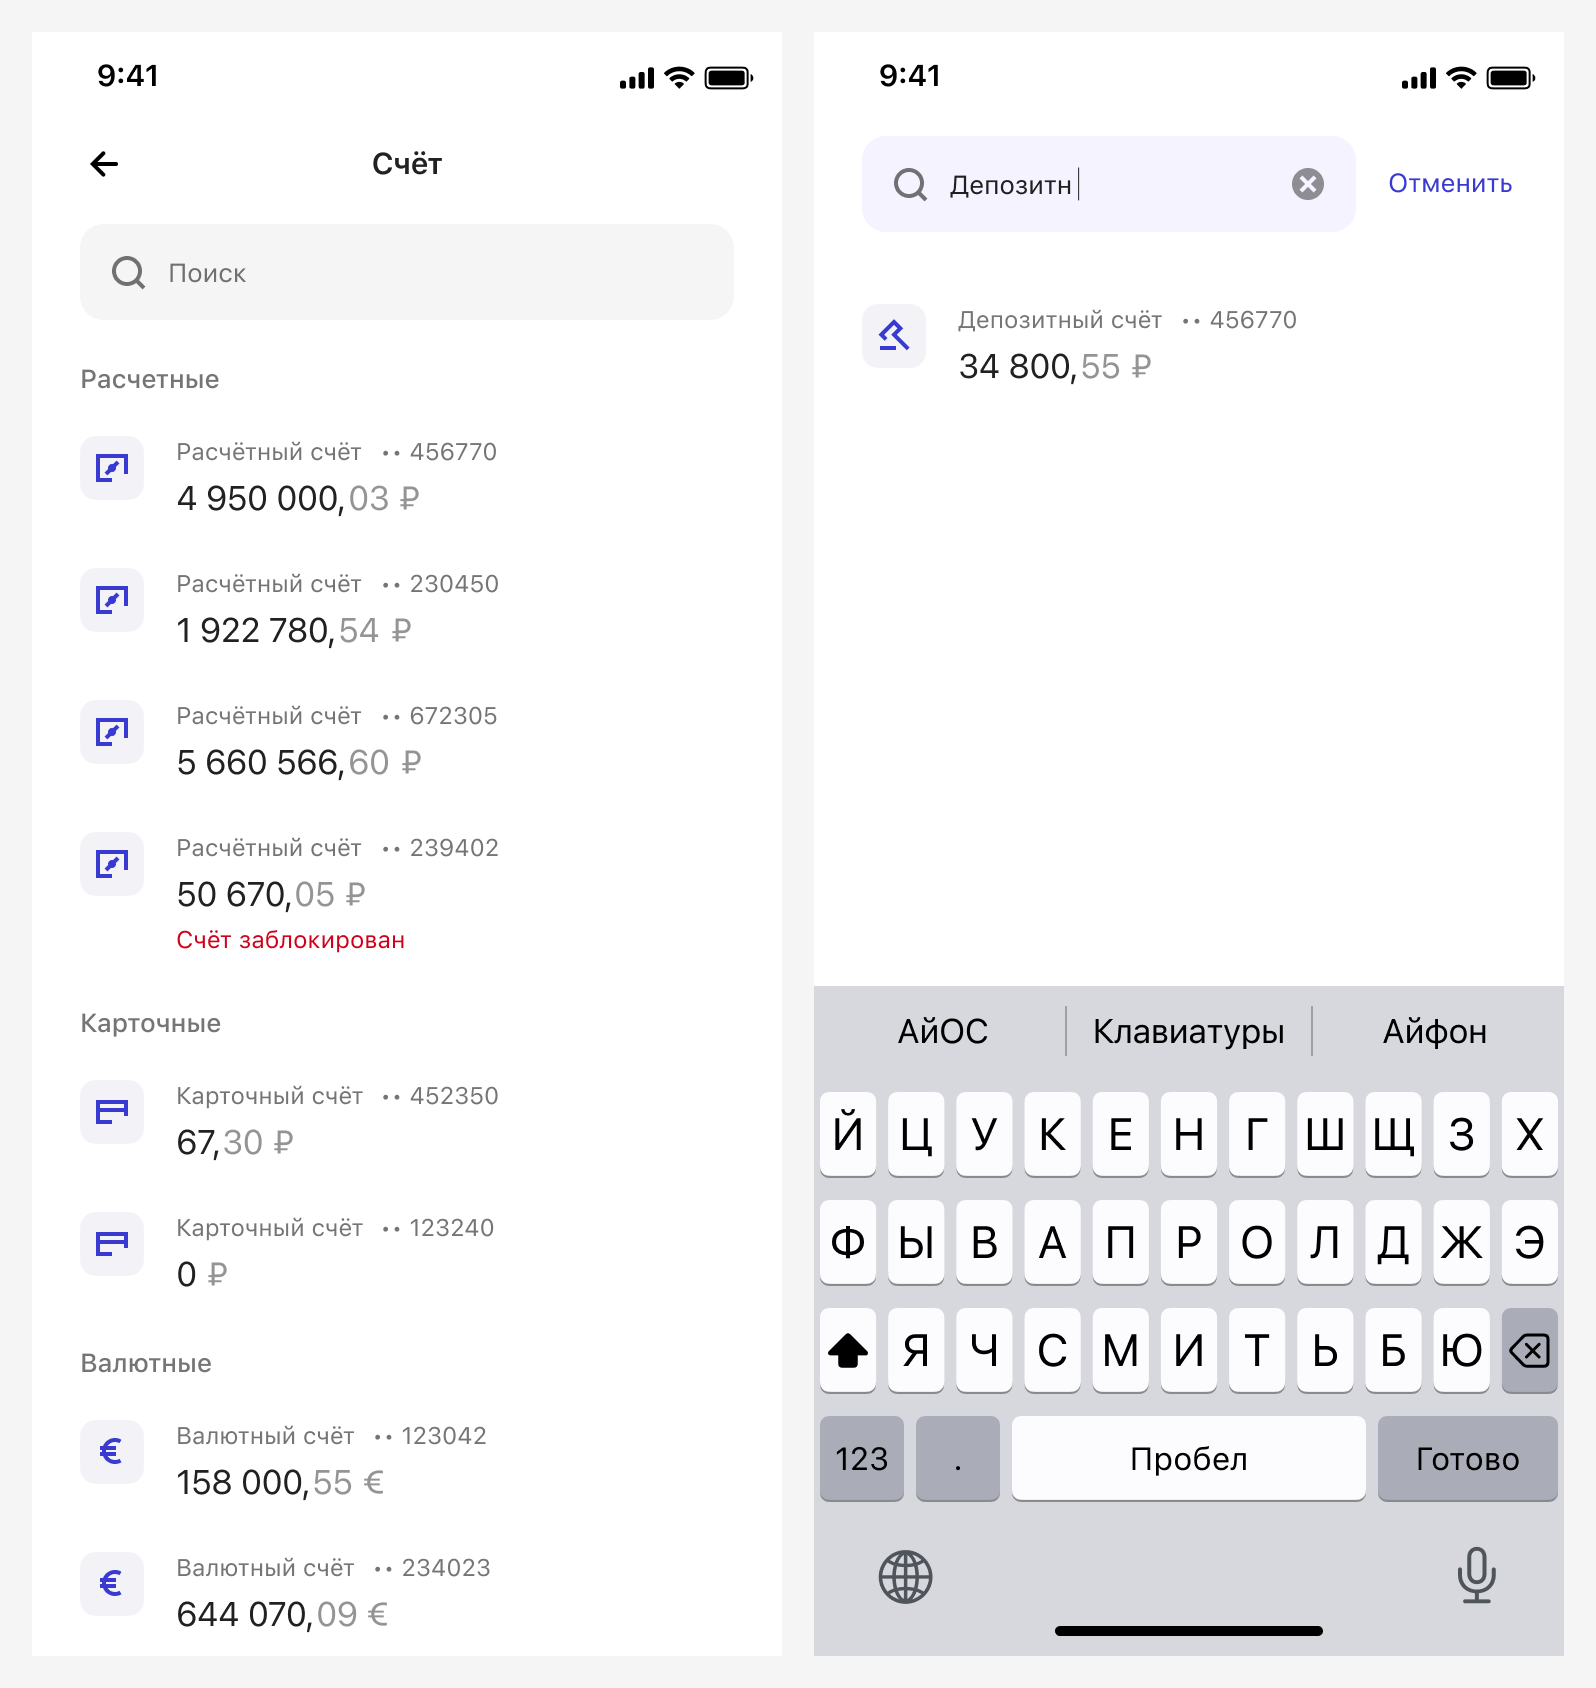 9:41
Счёт
Поиск
Расчетные
Расчётный счёт •• 456770
4 950 000,03 ₽
Расчётный счёт •• 230450
1 922 780,54 ₽
Расчётный счёт •• 672305
5 660 566,60 ₽
Расчётный счёт •• 239402
50 670,05 ₽
Счёт заблокирован
Карточные
Карточный счёт •• 452350
67,30 ₽
Карточный счёт •• 123240
0 ₽
Валютные
Валютный счёт •• 123042
158 000,55 €
Валютный счёт •• 234023
644 070,09 €
9:41
Депозитн
Отменить
Депозитный счёт •• 456770
34 800,55 ₽
АйОС Клавиатуры Айфон
Й Ц У К Е Н Г Ш Щ З Х
Ф Ы В А П Р О Л Д Ж Э
Я Ч С М И Т Ь Б Ю
123 . Пробел Готово